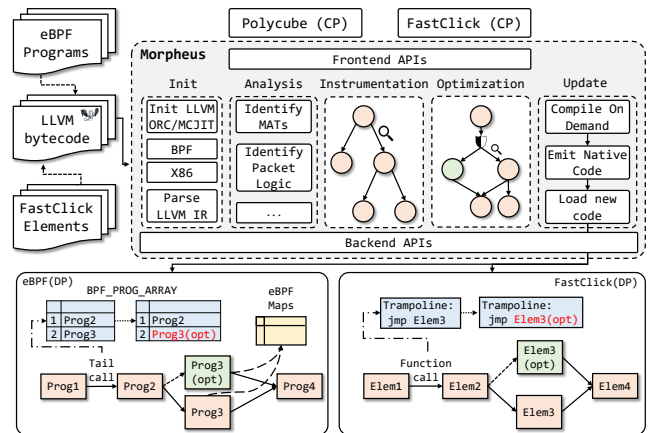 Polycube (CP)
FastClick (CP)
eBPF
Programs
LLVM
bytecode
FastClick
Elements
Morpheus
Frontend APIs
Init
Init LLVM
ORC/MCJIT
BPF
X86
Parse
LLVM IR
Analysis
Identify
MATs
Identify
Packet
Logic
...
Instrumentation
Optimization
Update
Compile On
Demand
Emit Native
Code
Load new
code
Backend APIs
eBPF(DP)
BPF_PROG_ARRAY
1 Prog2
2 Prog3
1 Prog2
2 Prog3(opt)
eBPF
Maps
Tail
call
Prog1
Prog2
Prog3
(opt)
Prog3
Prog4
FastClick(DP)
Trampoline:
jmp Elem3
Trampoline:
jmp Elem3(opt)
Function
call
Elem1
Elem2
Elem3
(opt)
Elem3
Elem4